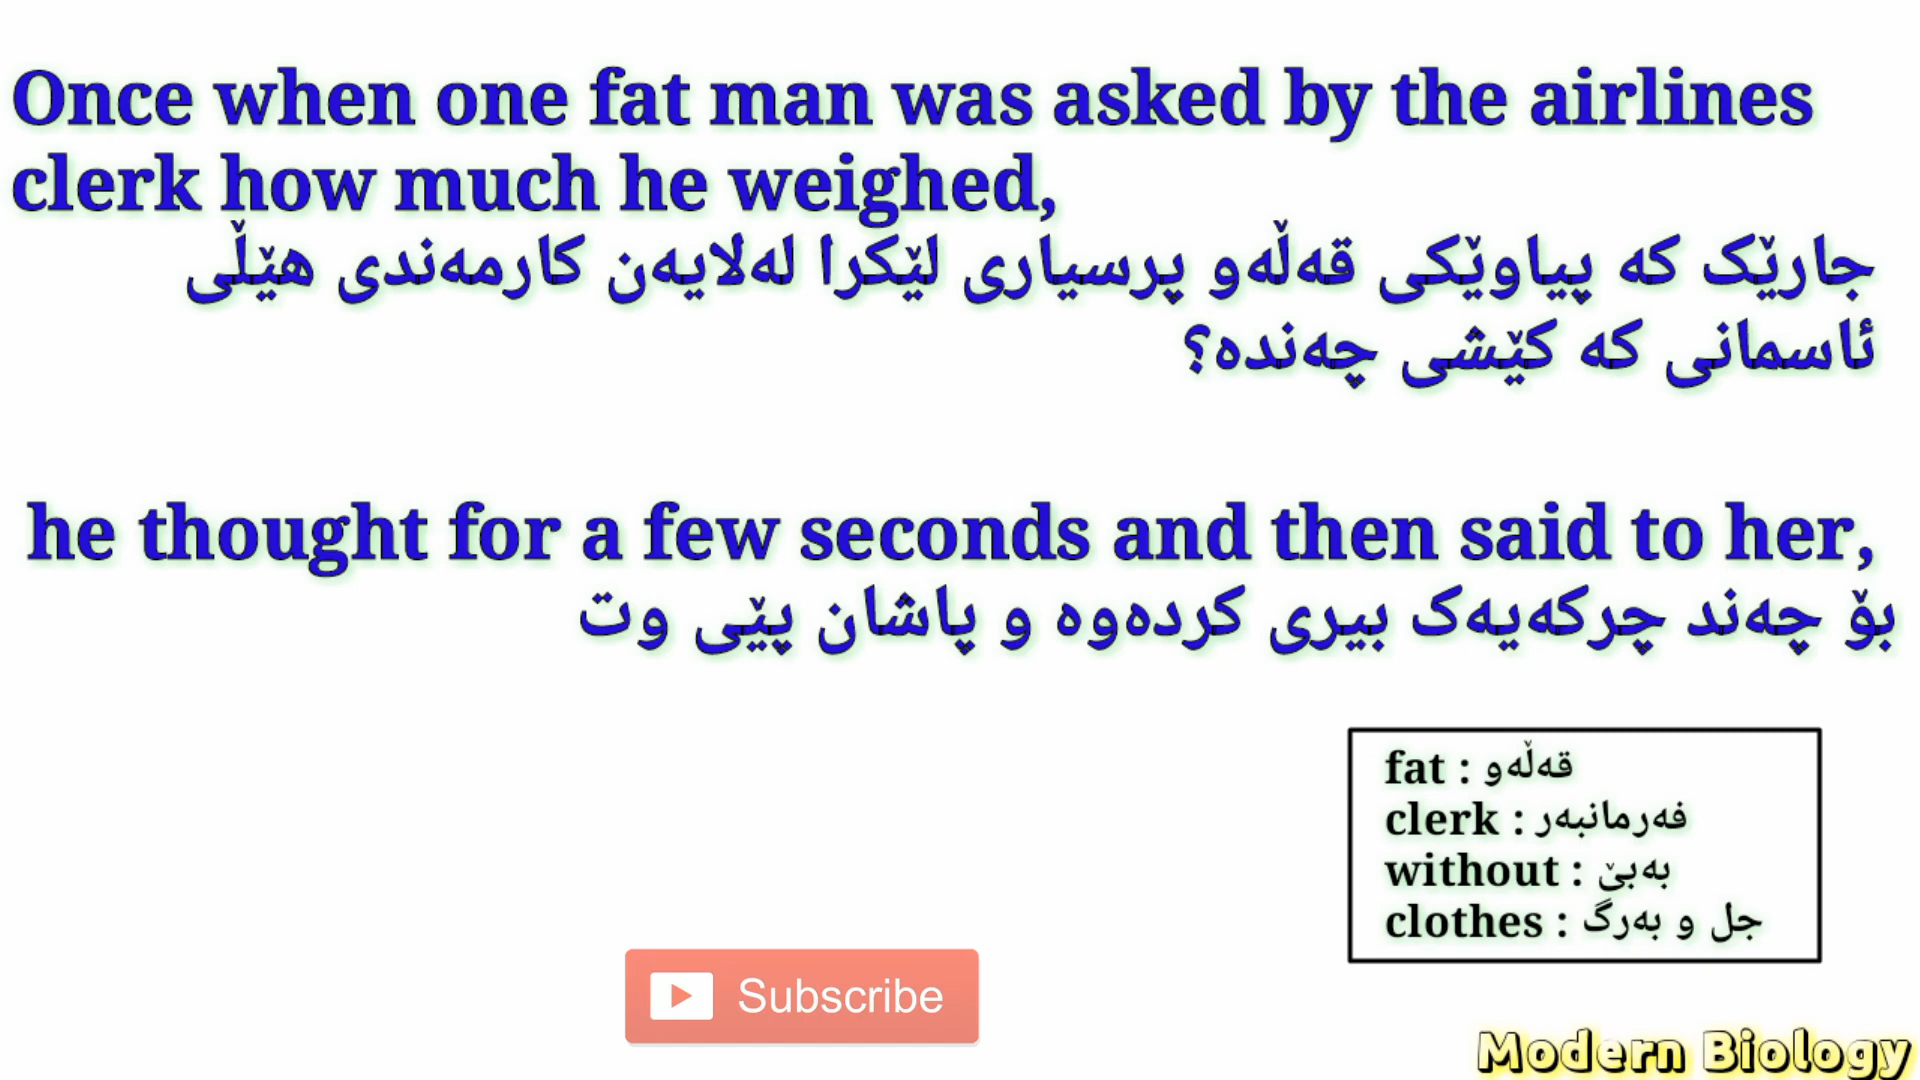 Once when one fat man was asked by the airlines
clerk how much he weighed,
جارێک کە پیاوێکی قەڵەو پرسیاری لێکرا لەلایەن کارمەندی هێڵی
ئاسمانی کە کێشی چەندە؟
he thought for a few seconds and then said to her,
بۆ چەند چرکەیەک بیری کردەوە و پاشان پێی وت
fat : قەڵەو
clerk : فەرمانبەر
without : بەبێ
clothes : جل و بەرگ
Subscribe
Modern Biology